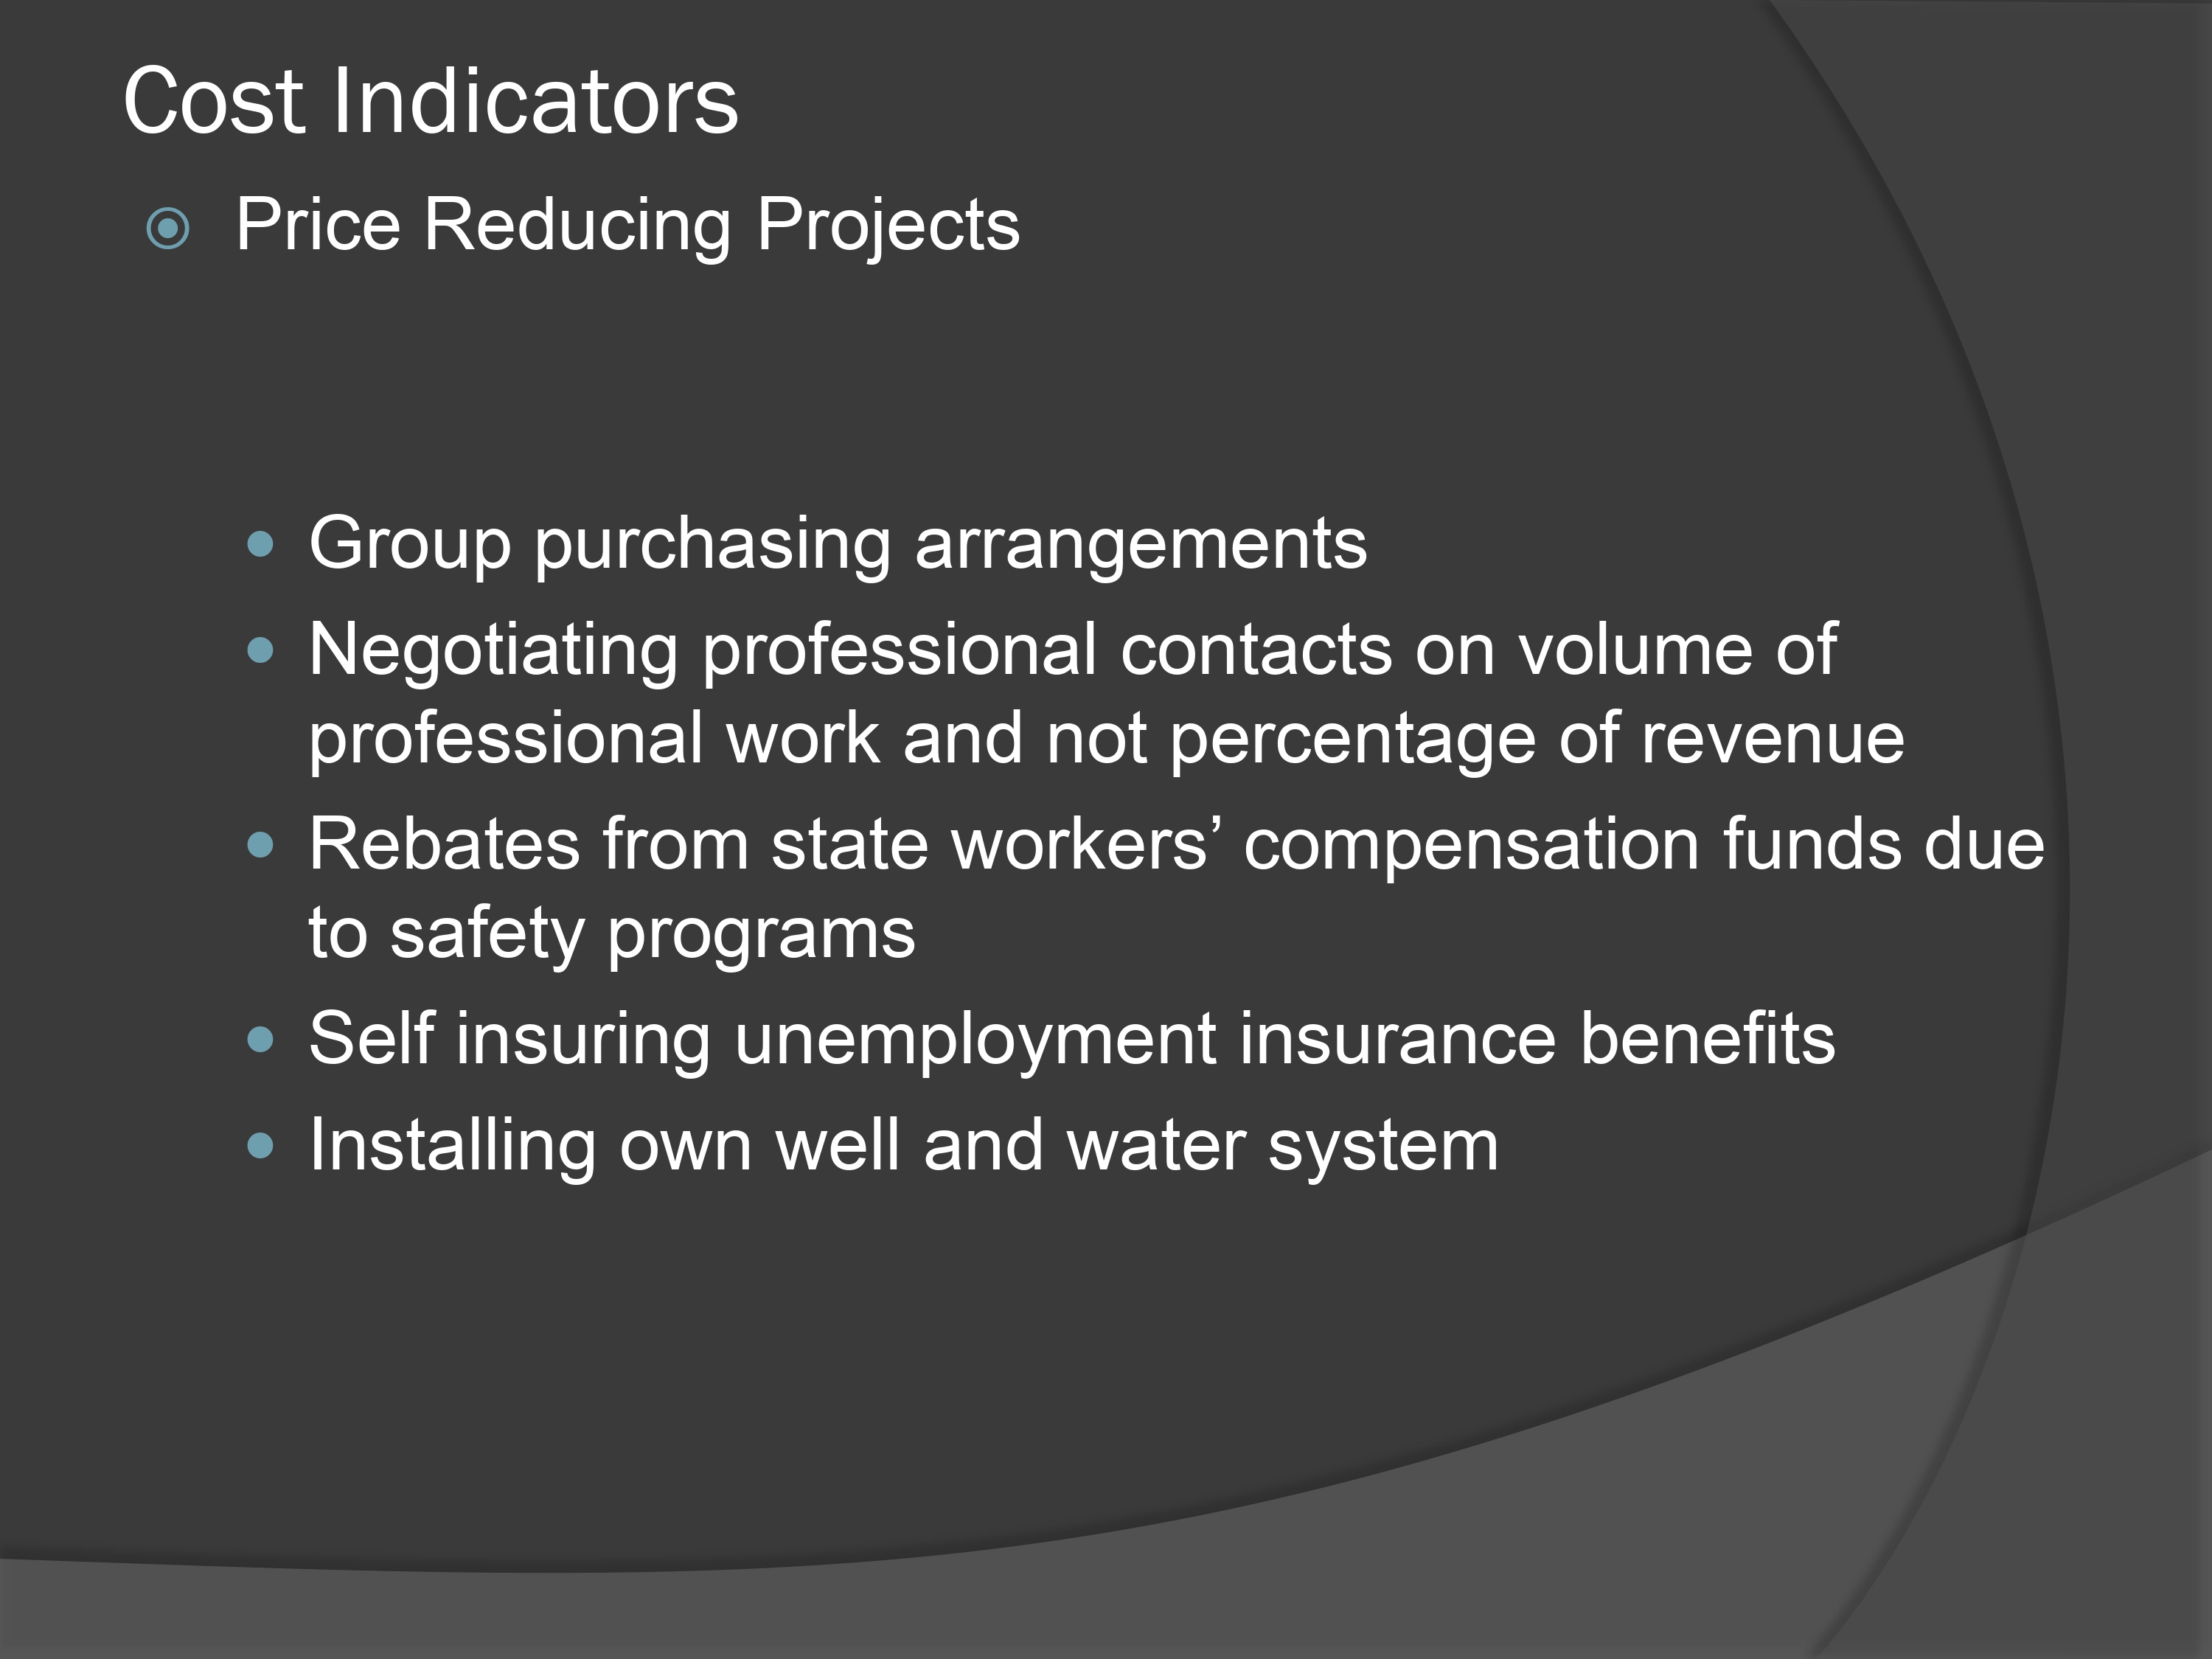 Cost Indicators
Price Reducing Projects
Group purchasing arrangements
Negotiating professional contacts on volume of
professional work and not percentage of revenue
Rebates from state workers’ compensation funds due
to safety programs
Self insuring unemployment insurance benefits
Installing own well and water system